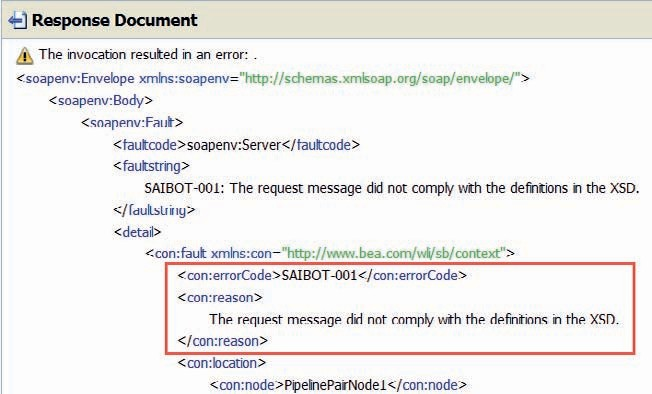 Response Document
The invocation resulted in an error: .
<soapenv:Envelope xmlns:soapenv="http://schemas.xmlsoap.org/soap/envelope/">
<soapenv:Body>
<soapenv:Fault>
<faultcode>soapenv:Server</faultcode>
<faultstring>
SAIBOT-001: The request message did not comply with the definitions in the XSD.
</faultstring>
<detail>
<con:fault xmlns:con="http://www.bea.com/wli/sb/context">
<con:errorCode>SAIBOT-001</con:errorCode>
<con:reason>
The request message did not comply with the definitions in the XSD.
</con:reason>
<con:location>
<con:node>PipelinePairNode1</con:node>